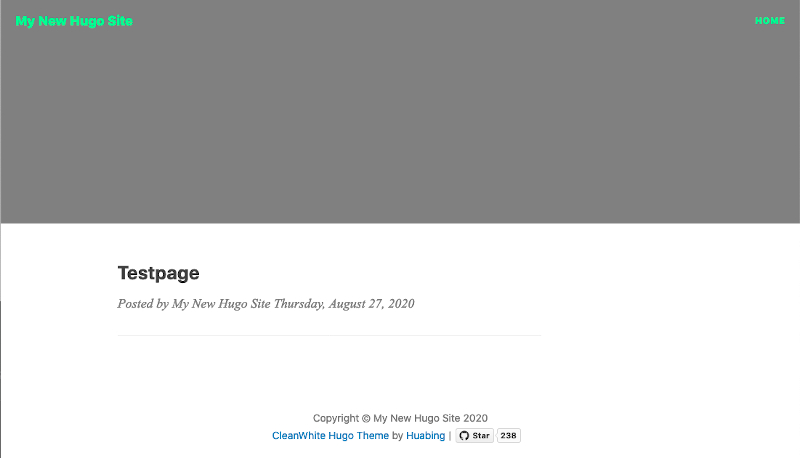 My New Hugo Site
HOME
Testpage
Posted by My New Hugo Site Thursday, August 27, 2020
Copyright © My New Hugo Site 2020
CleanWhite Hugo Theme by Huabing | Star 238